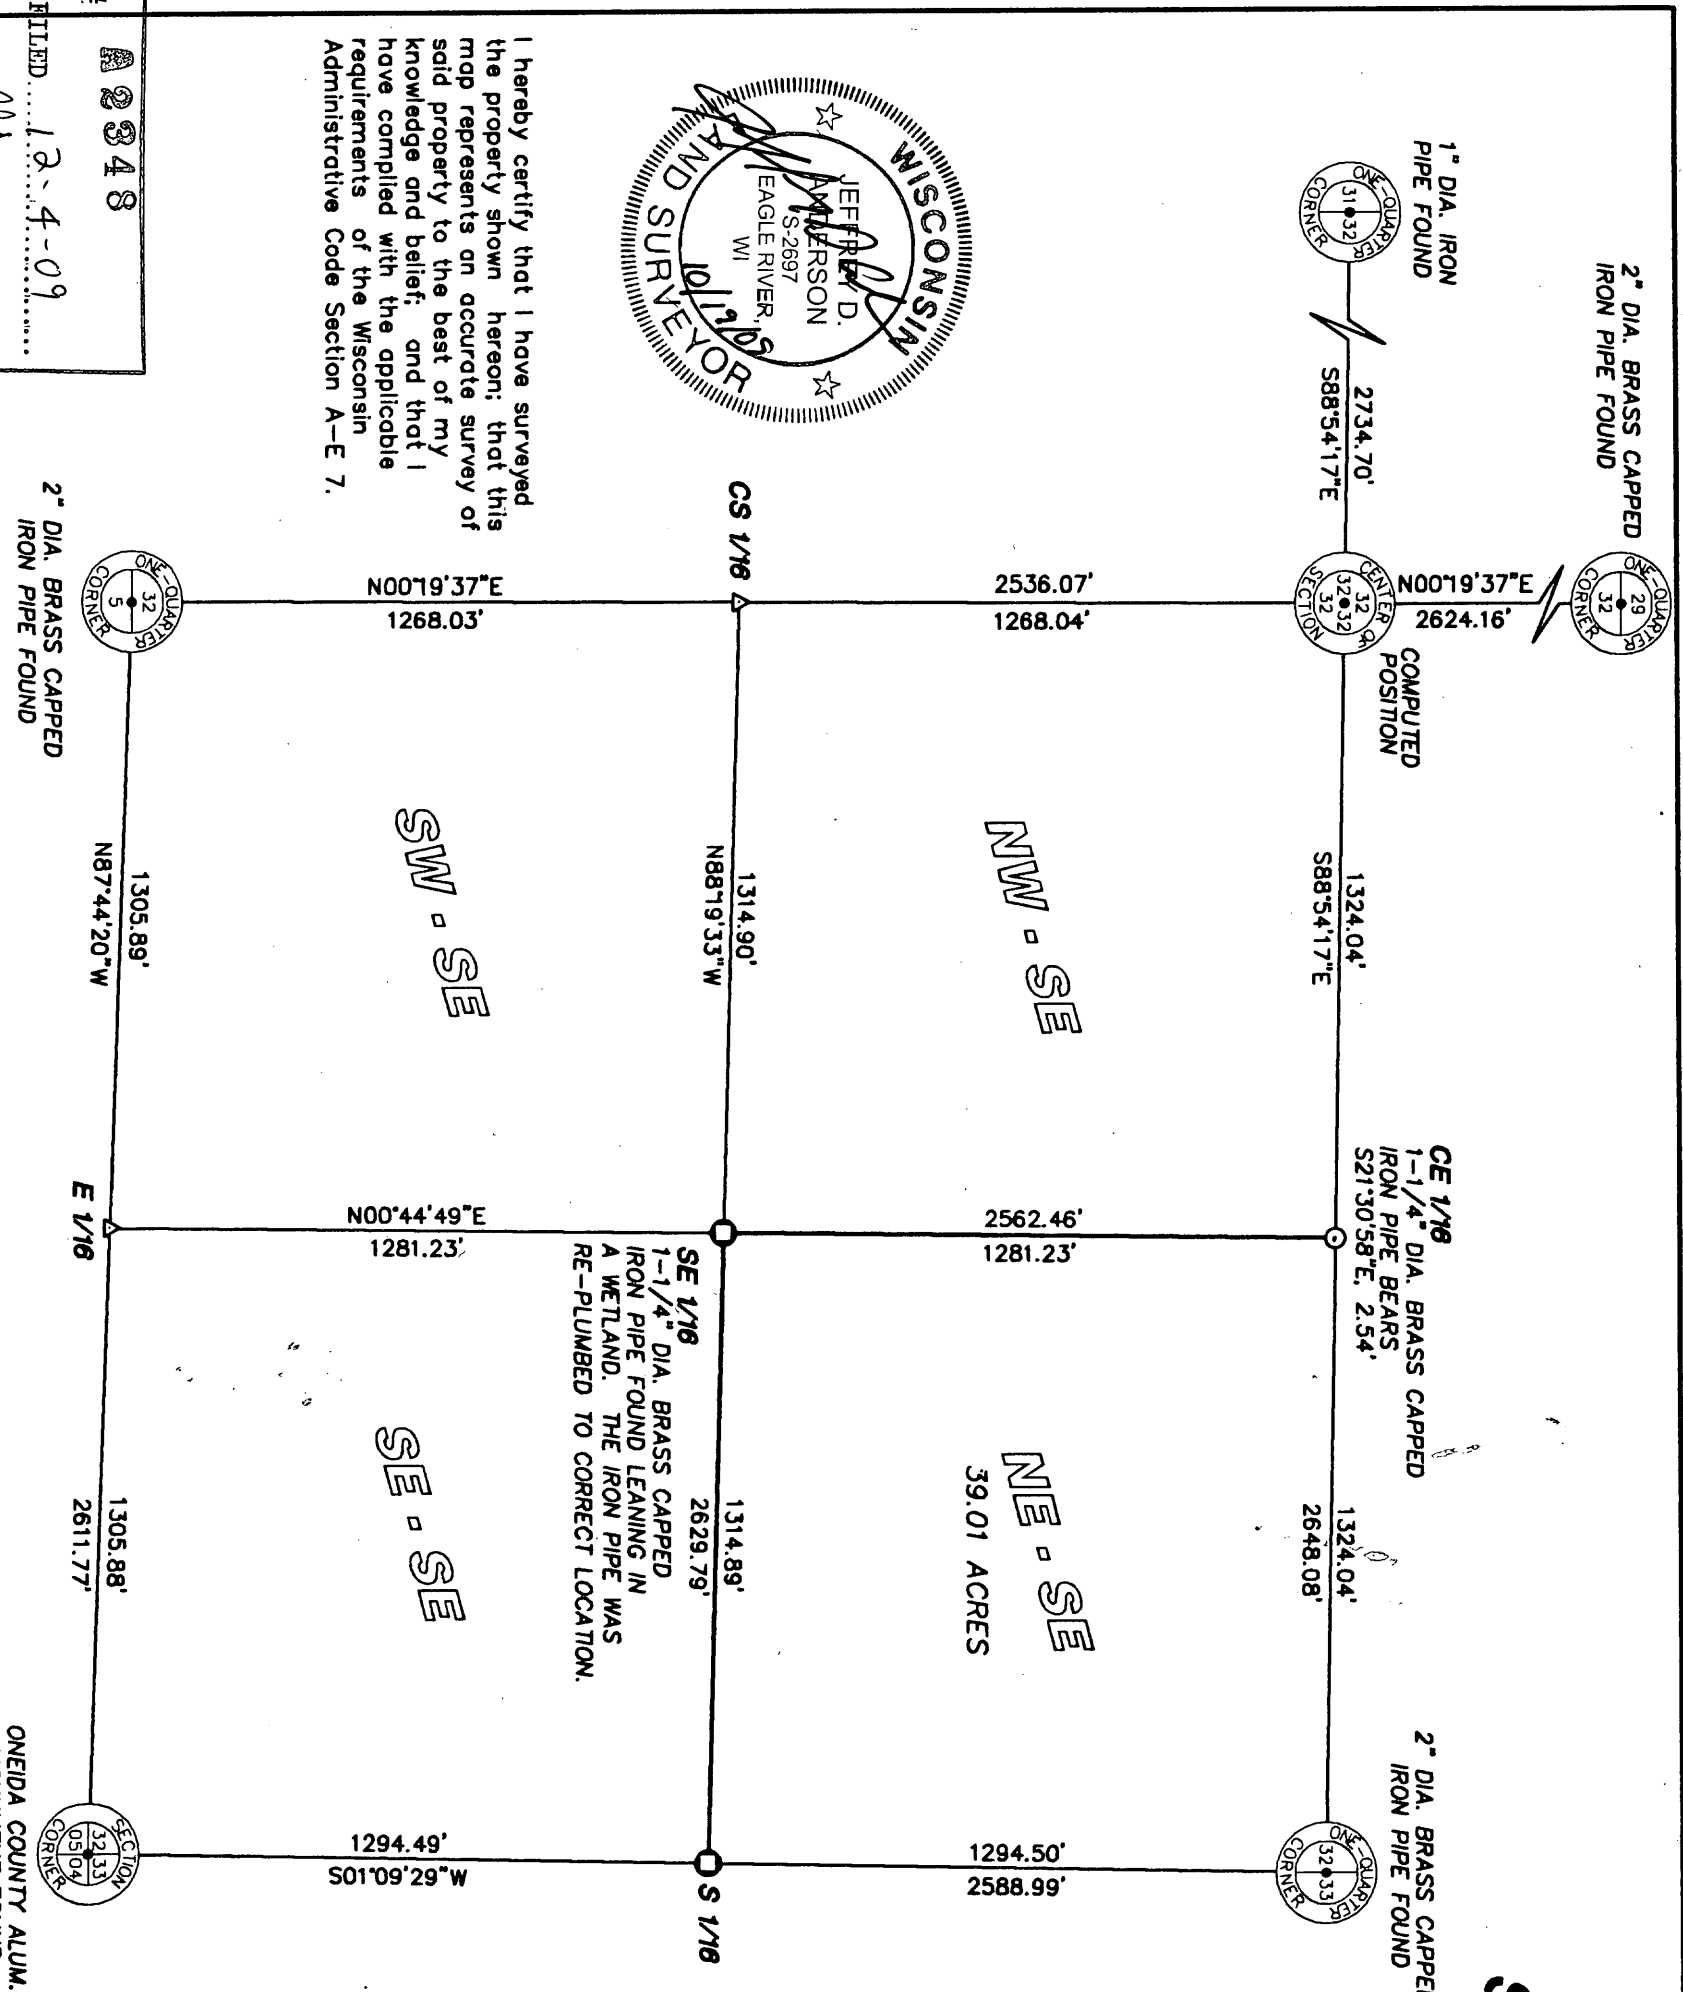 2" DIA. BRASS CAPPED
IRON PIPE FOUND
ONE-QUARTER
29
32
CORNER
1" DIA. IRON
PIPE FOUND
ONE-QUARTER
31 32
CORNER
2734.70'
S88°54'17"E
N00°19'37"E
2624.16'
CENTER OF
32
32 32
32
SECTION
COMPUTED
POSITION
1324.04'
S88°54'17"E
CE 1/16
1-1/4" DIA. BRASS CAPPED
IRON PIPE BEARS
S21°30'58"E, 2.54'
1324.04'
2648.08'
2" DIA. BRASS CAPPED
IRON PIPE FOUND
ONE-QUARTER
32 33
CORNER
2536.07'
1268.04'
NW - SE
2562.46'
1281.23'
NE - SE
39.01 ACRES
1294.50'
2588.99'
WISCONSIN
JEFFREY D.
ANDERSON
S-2697
EAGLE RIVER,
WI
LAND SURVEYOR
10/19/09
CS 1/16
1314.90'
N88°19'33"W
SE 1/16
1-1/4" DIA. BRASS CAPPED
IRON PIPE FOUND LEANING IN
A WETLAND. THE IRON PIPE WAS
RE-PLUMBED TO CORRECT LOCATION.
1314.89'
2629.79'
S 1/16
I hereby certify that I have surveyed
the property shown hereon; that this
map represents an accurate survey of
said property to the best of my
knowledge and belief; and that I
have complied with the applicable
requirements of the Wisconsin
Administrative Code Section A-E 7.
N00°19'37"E
1268.03'
SW - SE
N00°44'49"E
1281.23'
SE - SE
1294.49'
S01°09'29"W
ONE-QUARTER
32
5
CORNER
2" DIA. BRASS CAPPED
IRON PIPE FOUND
1305.89'
N87°44'20"W
E 1/16
1305.88'
2611.77'
SECTION
32 33
05 04
CORNER
ONEIDA COUNTY ALUM.
A2348
FILED 12-4-09